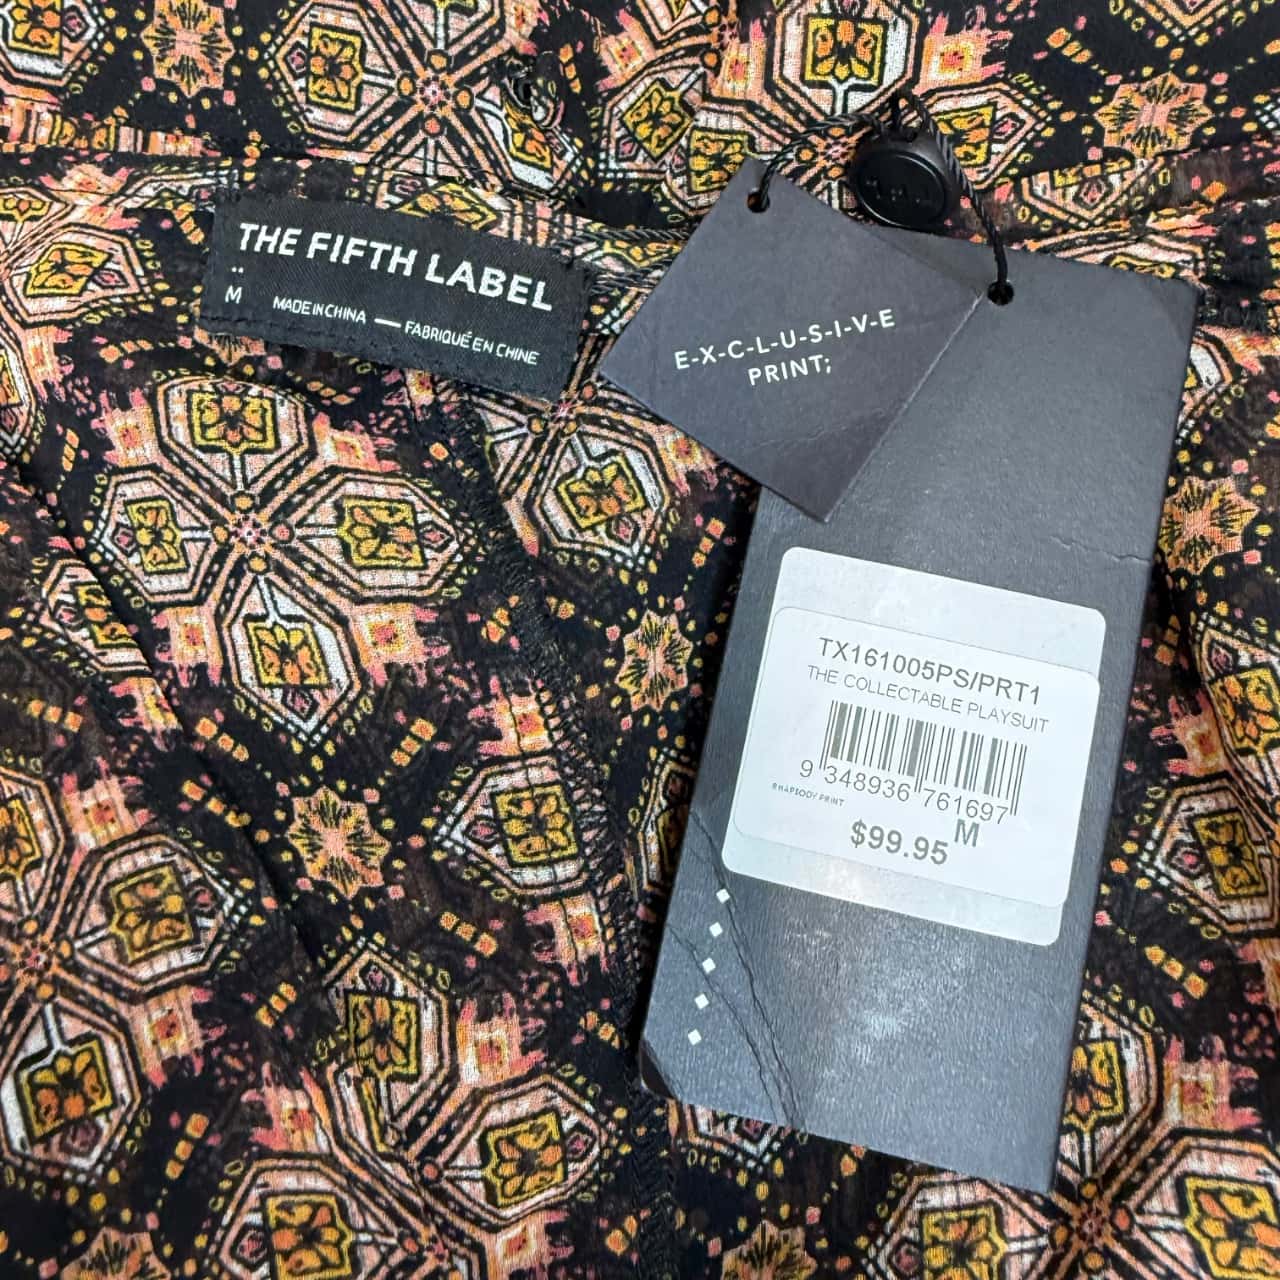 THE FIFTH LABEL
M
MADE IN CHINA — FABRIQUÉ EN CHINE
E-X-C-L-U-S-I-V-E
PRINT;
TX161005PS/PRT1
THE COLLECTABLE PLAYSUIT
9 348936 761697
RHAPSODY PRINT
M
$99.95